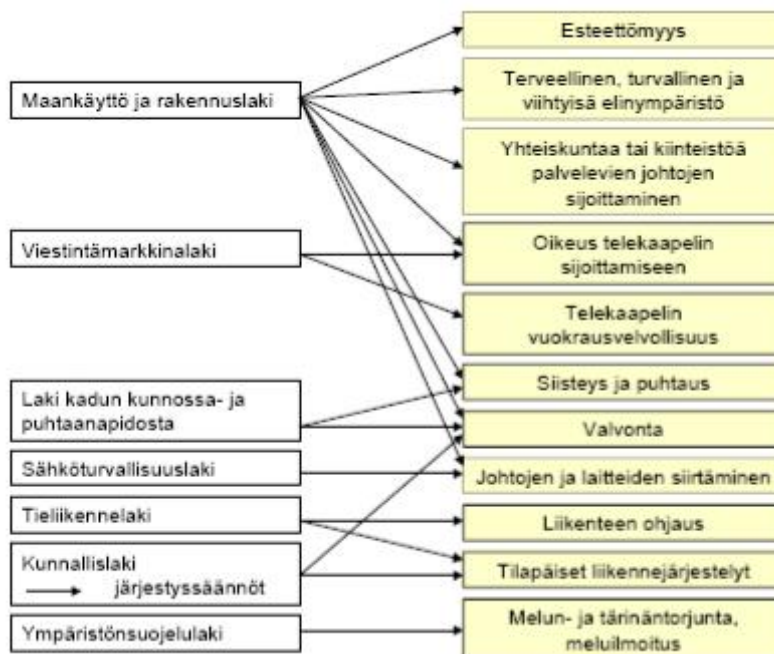 Maankäyttö ja rakennuslaki
Viestintämarkkinalaki
Laki kadun kunnossa- ja
puhtaanapidosta
Sähköturvallisuuslaki
Tieliikennelaki
Kunnallislaki
järjestyssäännöt
Ympäristönsuojelulaki
Esteettömyys
Terveellinen, turvallinen ja
viihtyisä elinympäristö
Yhteiskuntaa tai kiinteistöä
palvelevien johtojen
sijoittaminen
Oikeus telekaapelin
sijoittamiseen
Telekaapelin
vuokrausvelvollisuus
Siisteys ja puhtaus
Valvonta
Johtojen ja laitteiden siirtäminen
Liikenteen ohjaus
Tilapäiset liikennejärjestelyt
Melun- ja tärinäntorjunta,
meluilmoitus